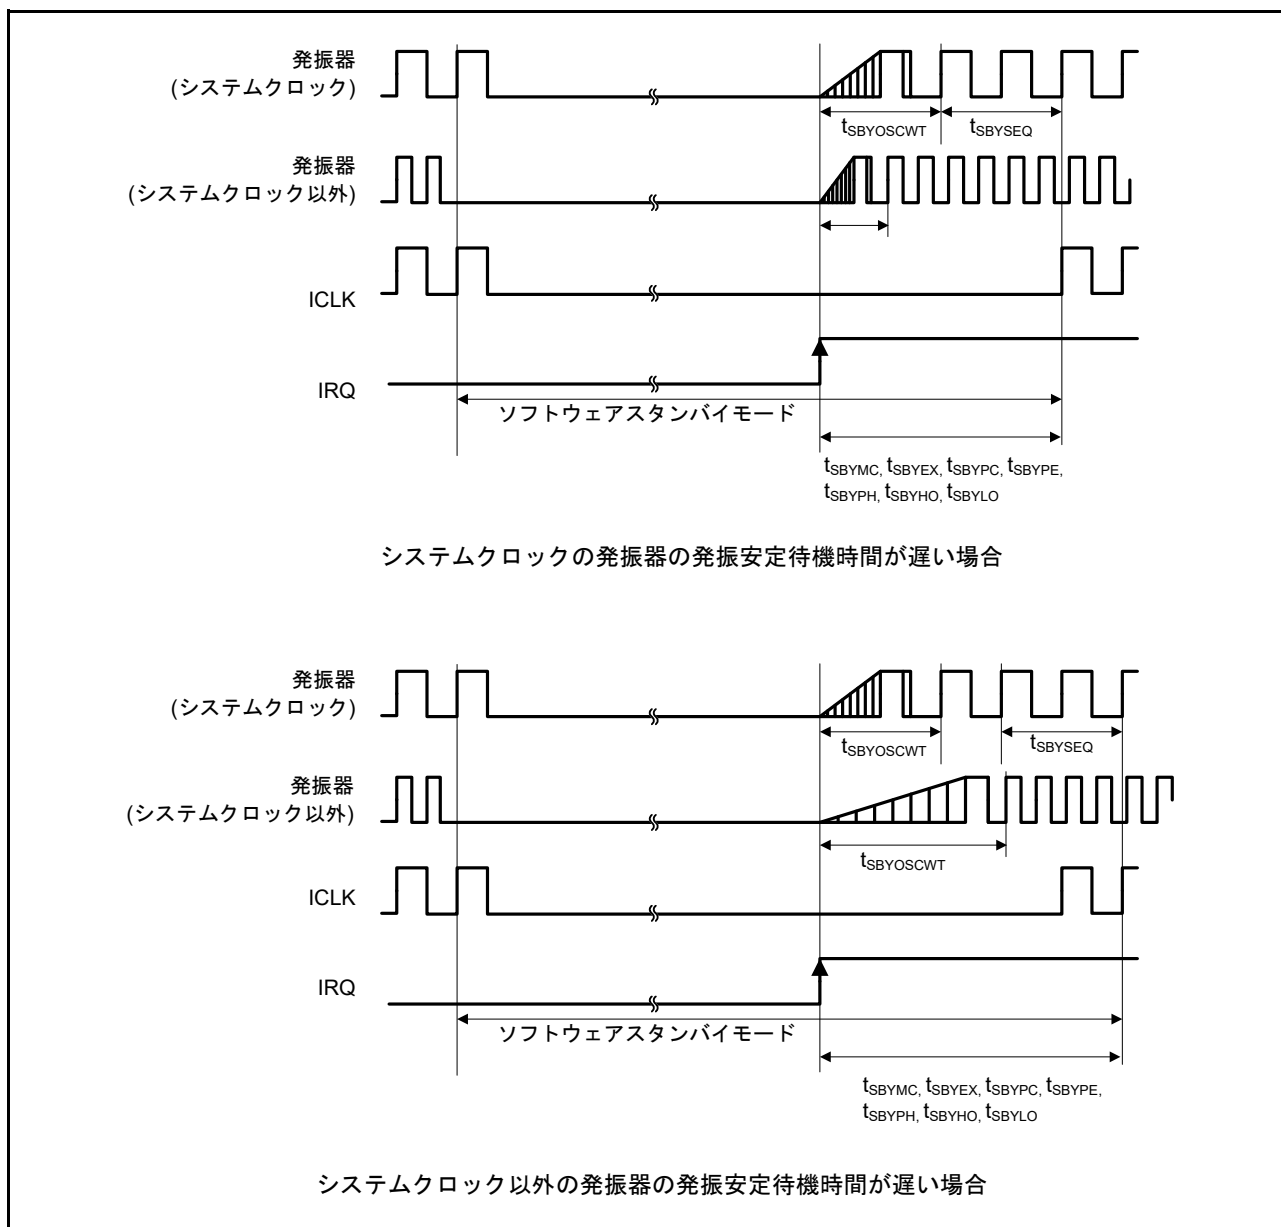 発振器
(システムクロック)
tSBYOSCWT
tSBYSEQ
発振器
(システムクロック以外)
ICLK
IRQ
ソフトウェアスタンバイモード
tSBYMC, tSBYEX, tSBYPC, tSBYPE,
tSBYPH, tSBYHO, tSBYLO
システムクロックの発振器の発振安定待機時間が遅い場合
発振器
(システムクロック)
tSBYOSCWT
tSBYSEQ
発振器
(システムクロック以外)
tSBYOSCWT
ICLK
IRQ
ソフトウェアスタンバイモード
tSBYMC, tSBYEX, tSBYPC, tSBYPE,
tSBYPH, tSBYHO, tSBYLO
システムクロック以外の発振器の発振安定待機時間が遅い場合